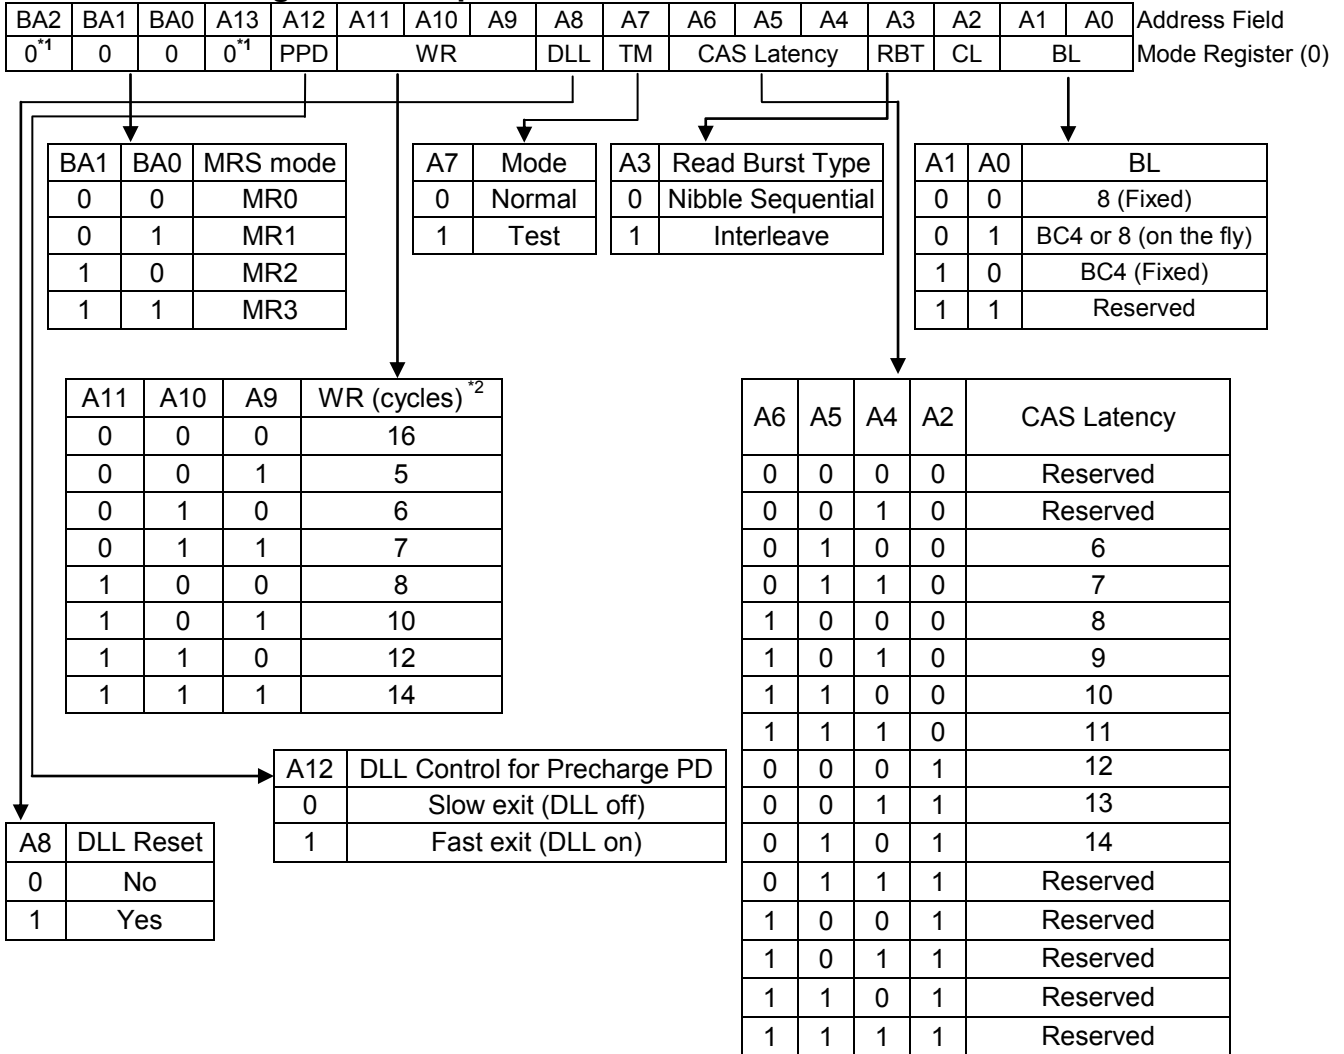 BA2 BA1 BA0 A13 A12 A11 A10 A9 A8 A7 A6 A5 A4 A3 A2 A1 A0 Address Field
0*1 0 0 0*1 PPD WR DLL TM CAS Latency RBT CL BL Mode Register (0)
BA1 BA0 MRS mode
0 0 MR0
0 1 MR1
1 0 MR2
1 1 MR3
A7 Mode
0 Normal
1 Test
A3 Read Burst Type
0 Nibble Sequential
1 Interleave
A1 A0 BL
0 0 8 (Fixed)
0 1 BC4 or 8 (on the fly)
1 0 BC4 (Fixed)
1 1 Reserved
A11 A10 A9 WR (cycles) *2
0 0 0 16
0 0 1 5
0 1 0 6
0 1 1 7
1 0 0 8
1 0 1 10
1 1 0 12
1 1 1 14
A6 A5 A4 A2 CAS Latency
0 0 0 0 Reserved
0 0 1 0 Reserved
0 1 0 0 6
0 1 1 0 7
1 0 0 0 8
1 0 1 0 9
1 1 0 0 10
1 1 1 0 11
0 0 0 1 12
0 0 1 1 13
0 1 0 1 14
0 1 1 1 Reserved
1 0 0 1 Reserved
1 0 1 1 Reserved
1 1 0 1 Reserved
1 1 1 1 Reserved
A12 DLL Control for Precharge PD
0 Slow exit (DLL off)
1 Fast exit (DLL on)
A8 DLL Reset
0 No
1 Yes